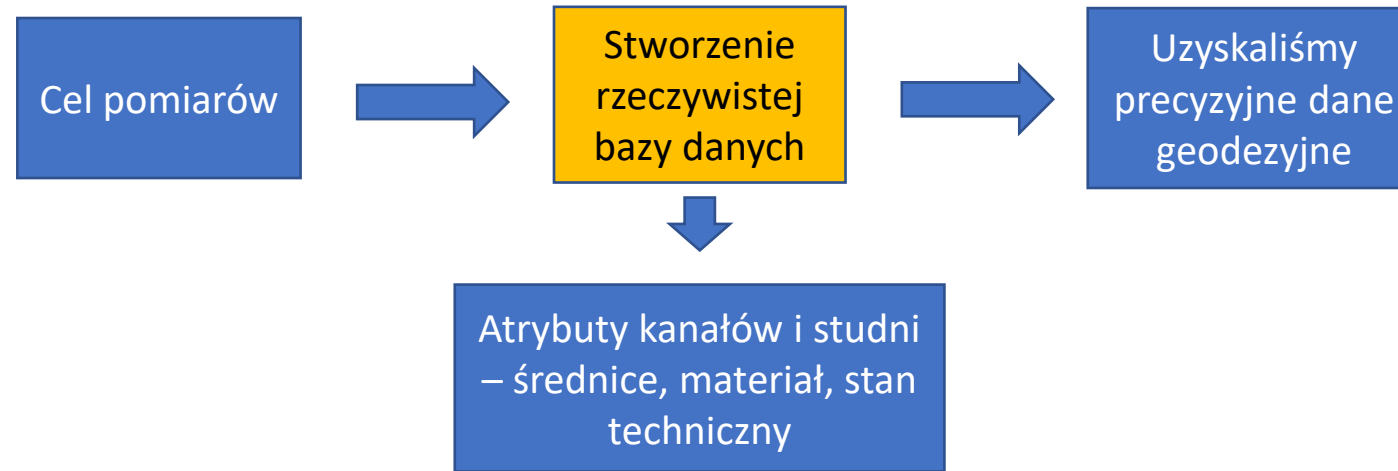 Cel pomiarów
Stworzenie
rzeczywistej
bazy danych
Uzyskaliśmy
precyzyjne dane
geodezyjne
Atrybuty kanałów i studni
– średnice, materiał, stan
techniczny